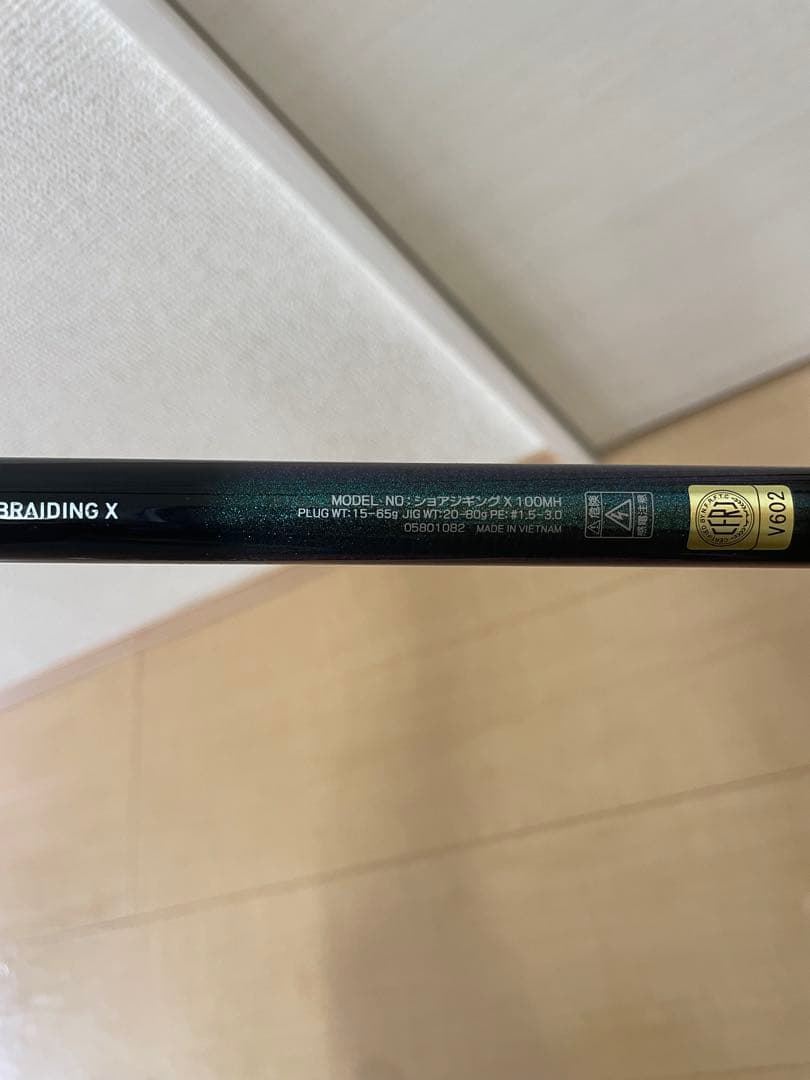 BRAIDING X
MODEL NO:ショアジギングX 100MH
PLUG WT:15-65g JIG WT:20-80g PE:#1.5-3.0
05801082 MADE IN VIETNAM
⚠危険
感電注意
V602